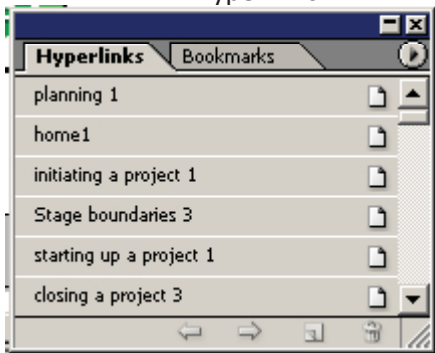 Hyperlinks Bookmarks
planning 1
home1
initiating a project 1
Stage boundaries 3
starting up a project 1
closing a project 3